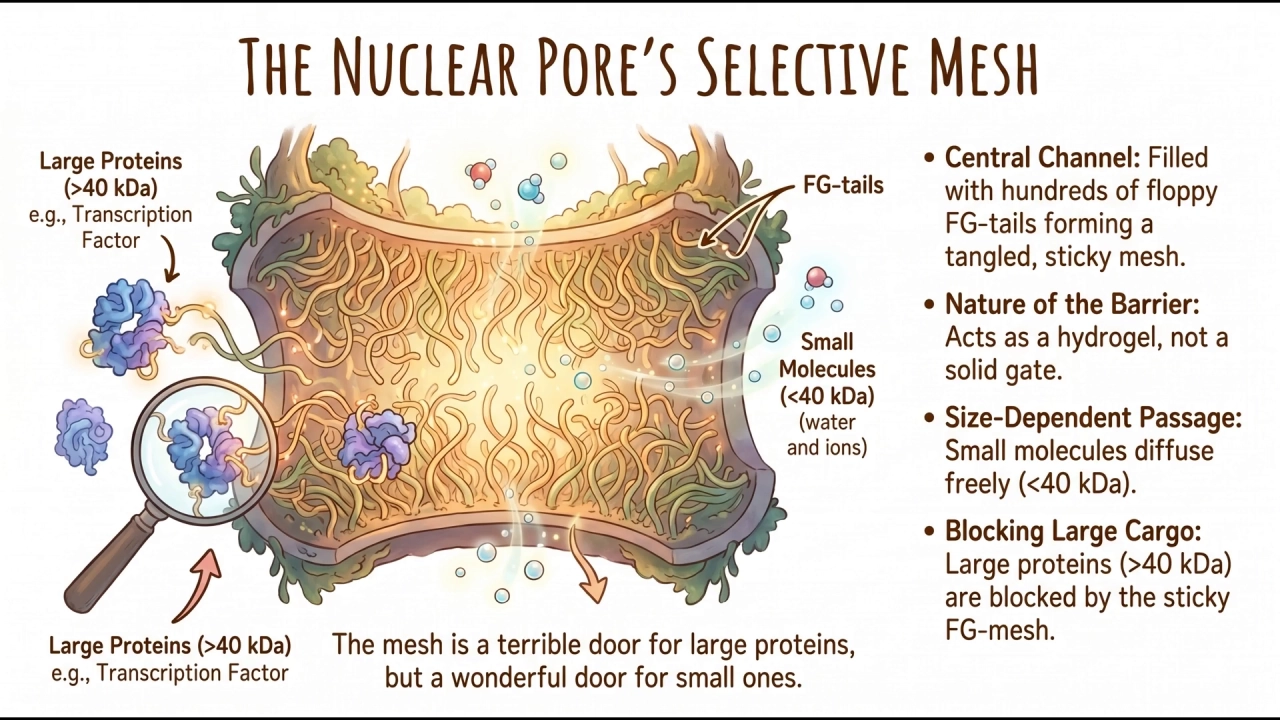 THE NUCLEAR PORE'S SELECTIVE MESH
Large Proteins
(>40 kDa)
e.g., Transcription
Factor
FG-tails
Small
Molecules
(<40 kDa)
(water
and ions)
Large Proteins (>40 kDa)
e.g., Transcription Factor
The mesh is a terrible door for large proteins,
but a wonderful door for small ones.
• Central Channel: Filled
with hundreds of floppy
FG-tails forming a
tangled, sticky mesh.
• Nature of the Barrier:
Acts as a hydrogel, not a
solid gate.
• Size-Dependent Passage:
Small molecules diffuse
freely (<40 kDa).
• Blocking Large Cargo:
Large proteins (>40 kDa)
are blocked by the sticky
FG-mesh.